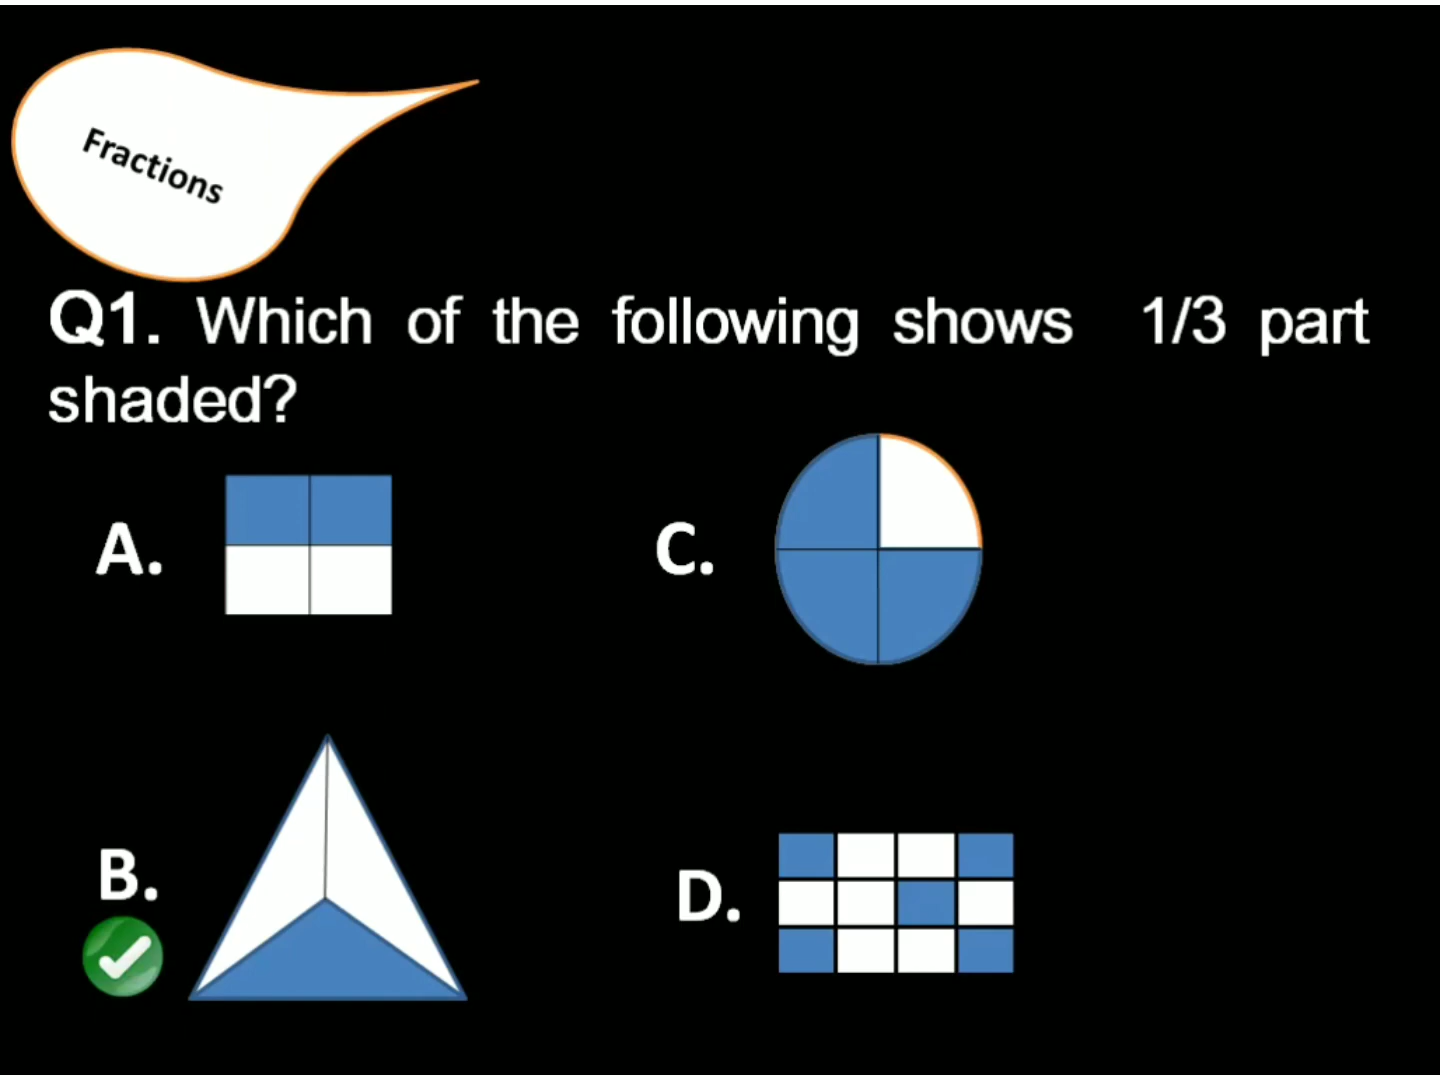 Fractions
Q1. Which of the following shows 1/3 part
shaded?
A.
C.
B.
D.